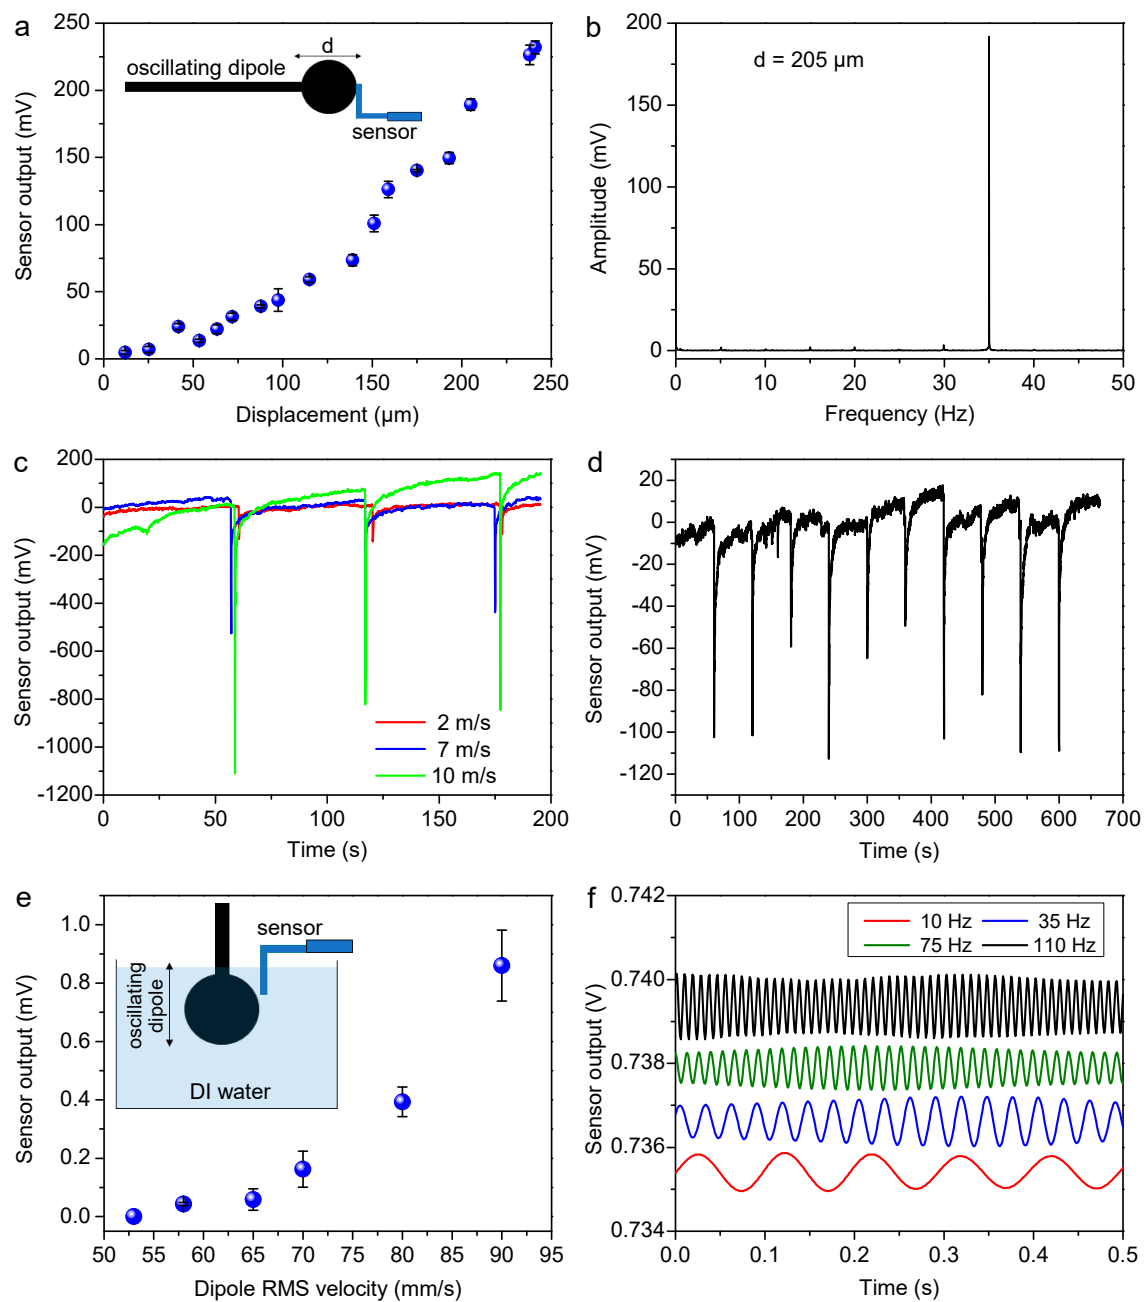 a
Sensor output (mV)
250
200
150
100
50
0
0
50
100
150
200
250
Displacement (µm)
d
oscillating dipole
sensor
b
Amplitude (mV)
200
150
100
50
0
0
10
20
30
40
50
Frequency (Hz)
d = 205 µm
c
Sensor output (mV)
200
0
-200
-400
-600
-800
-1000
-1200
0
50
100
150
200
Time (s)
2 m/s
7 m/s
10 m/s
d
Sensor output (mV)
20
0
-20
-40
-60
-80
-100
-120
0
100
200
300
400
500
600
700
Time (s)
e
Sensor output (mV)
1.0
0.8
0.6
0.4
0.2
0.0
50
55
60
65
70
75
80
85
90
95
Dipole RMS velocity (mm/s)
sensor
oscillating
dipole
DI water
f
Sensor output (V)
0.742
0.740
0.738
0.736
0.734
0.0
0.1
0.2
0.3
0.4
0.5
Time (s)
10 Hz
35 Hz
75 Hz
110 Hz